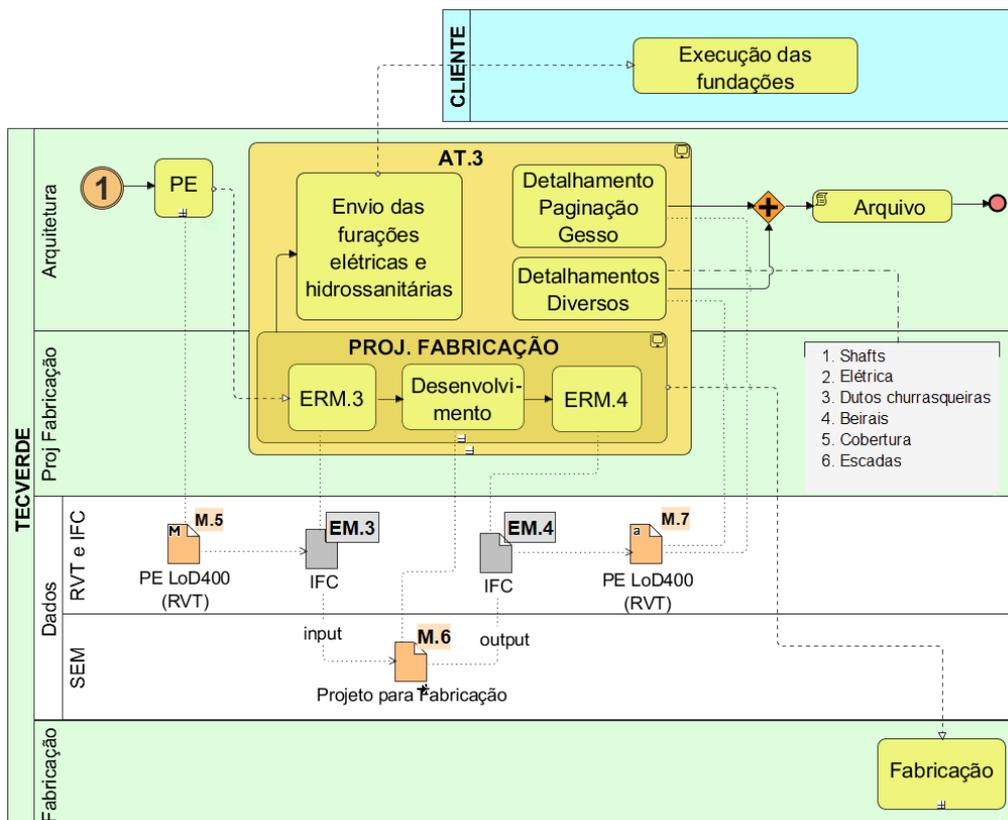 CLIENTE
Execução das
fundações
TECVERDE
Arquitetura
1
PE
AT.3
Envio das
furações
elétricas e
hidrossanitárias
Detalhamento
Paginação
Gesso
Detalhamentos
Diversos
Arquivo
Proj Fabricação
PROJ. FABRICAÇÃO
ERM.3
Desenvolvi-
mento
ERM.4
1. Shafts
2. Elétrica
3. Dutos churrasqueiras
4. Beirais
5. Cobertura
6. Escadas
Dados
RVT e IFC
M
M.5
PE LoD400
(RVT)
EM.3
IFC
EM.4
IFC
a
M.7
PE LoD400
(RVT)
SEM
input
M.6
output
Projeto para Fabricação
Fabricação
Fabricação